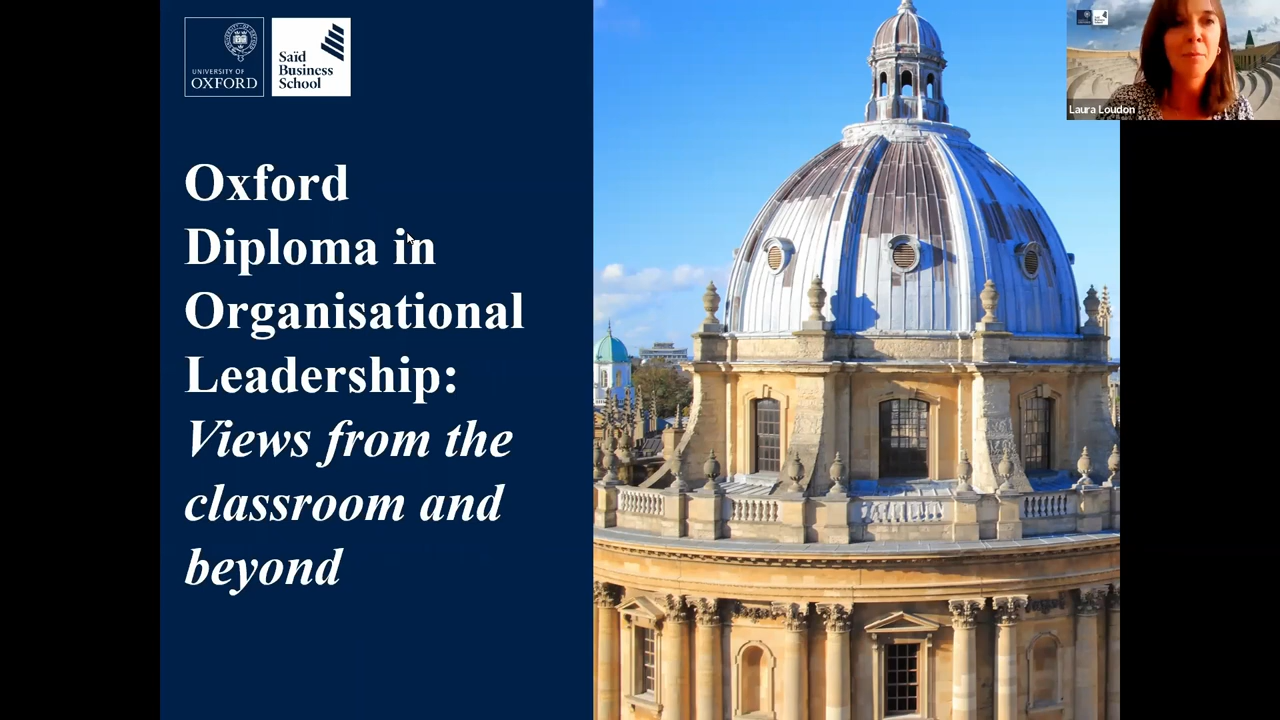 UNIVERSITY OF
OXFORD
Saïd
Business
School
Oxford
Diploma in
Organisational
Leadership:
Views from the
classroom and
beyond
Laura Loudon